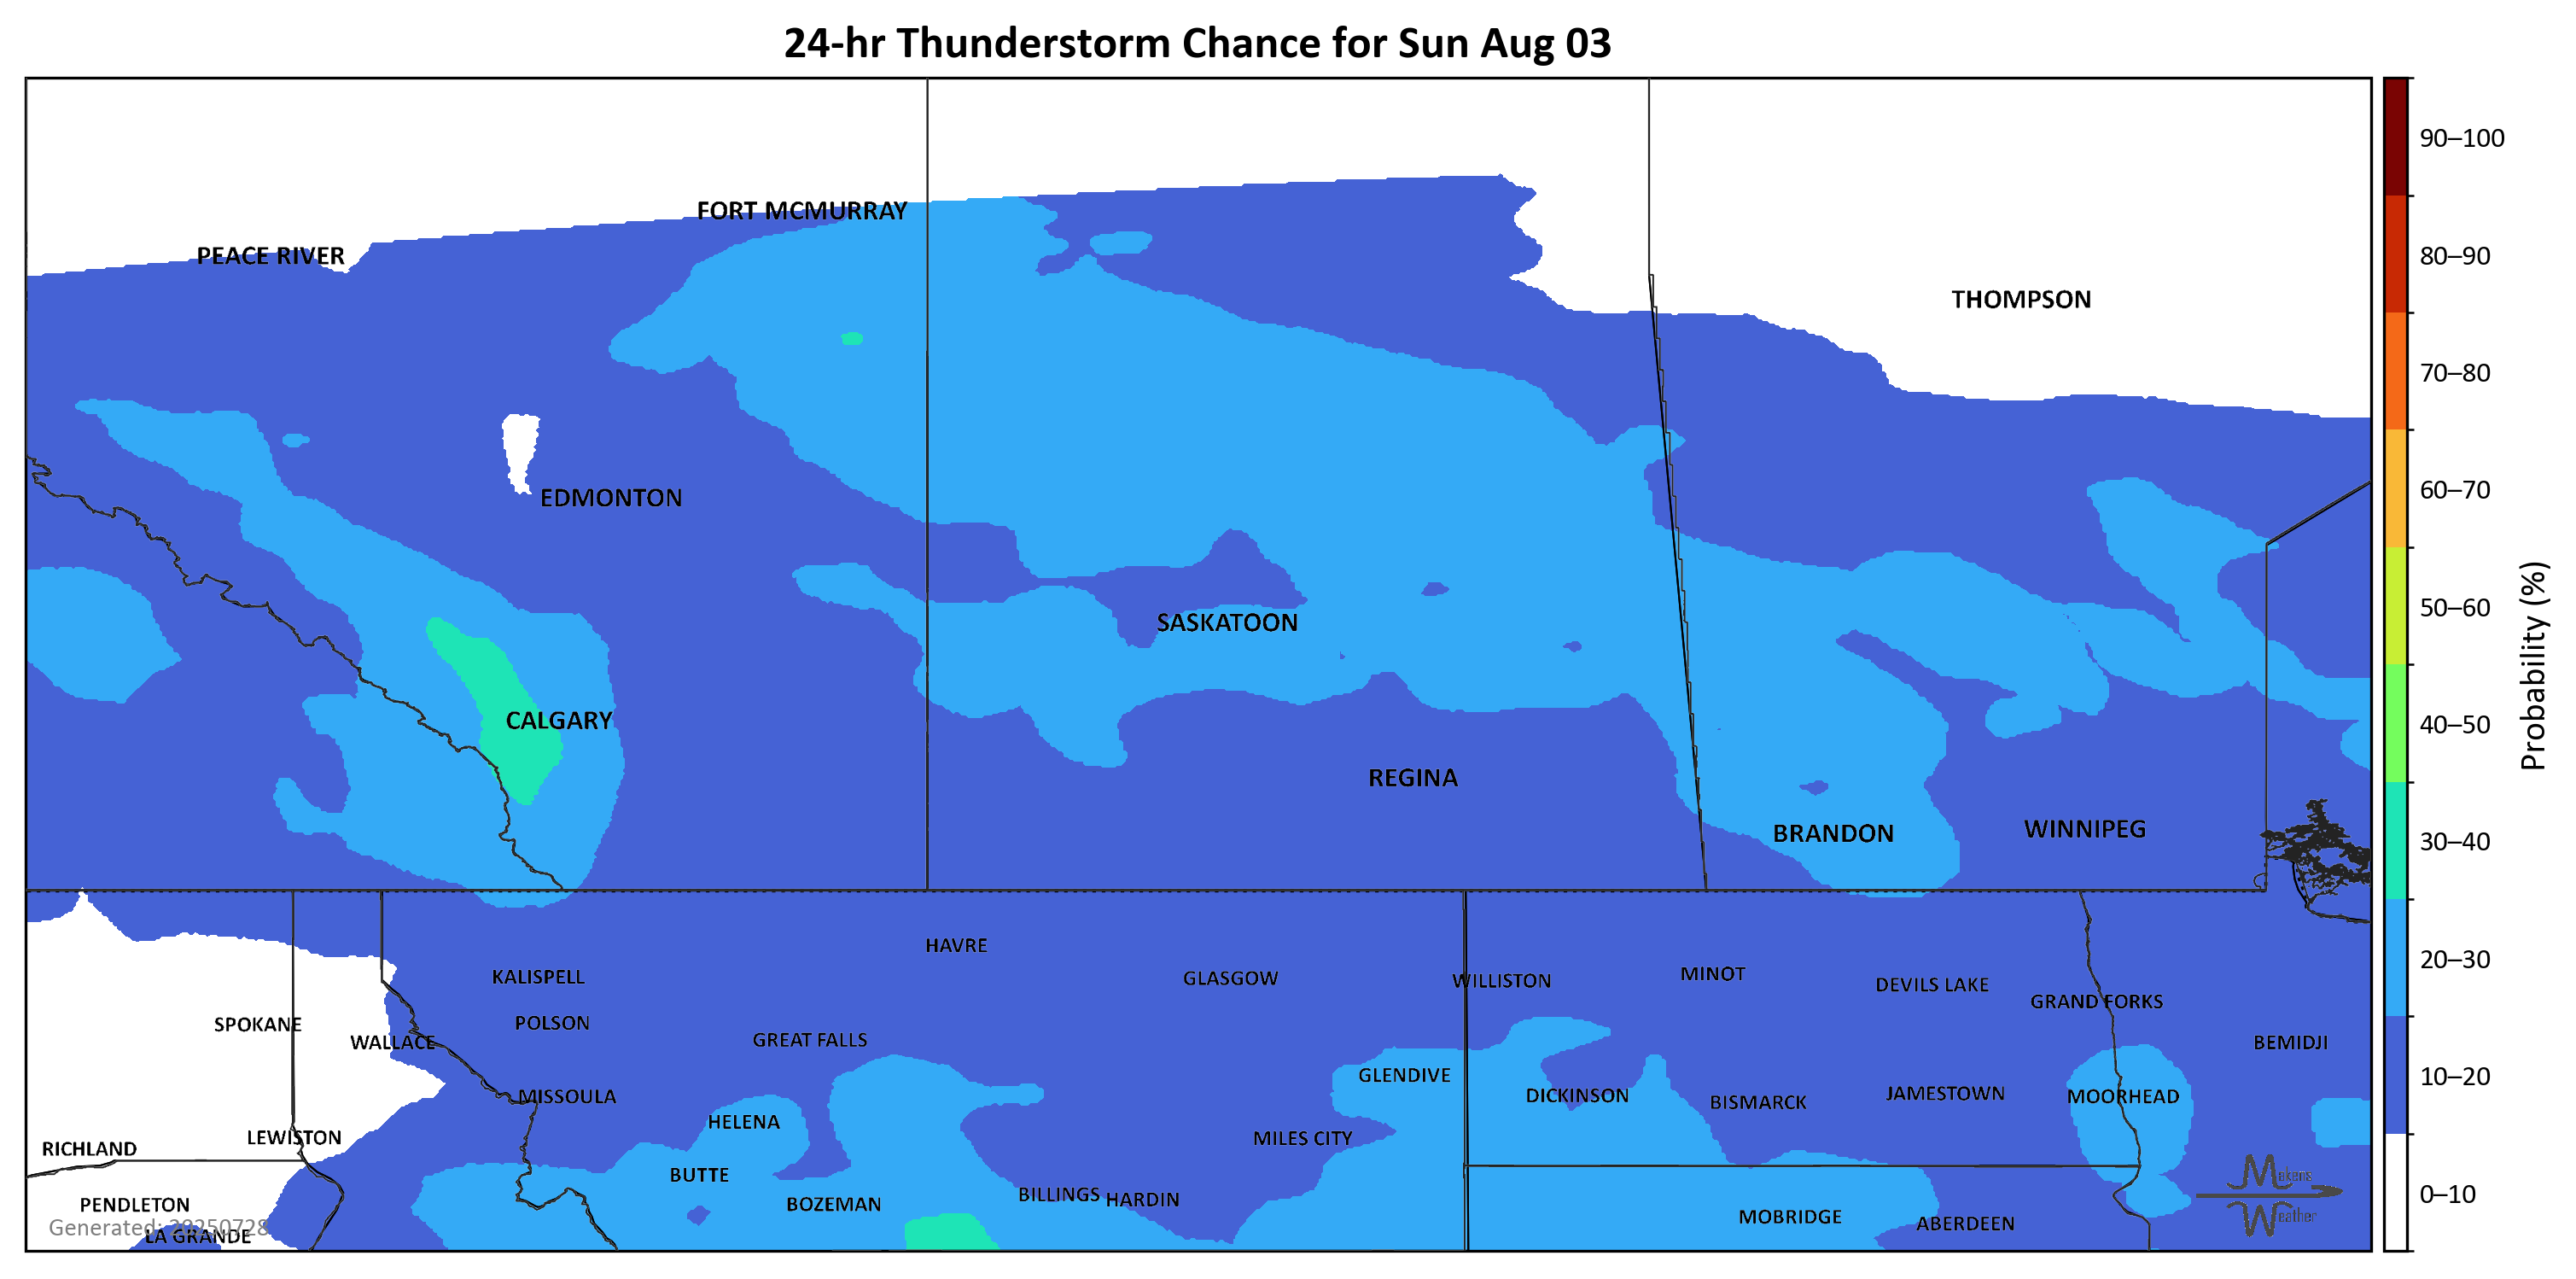 24-hr Thunderstorm Chance for Sun Aug 03
FORT MCMURRAY
PEACE RIVER
THOMPSON
EDMONTON
SASKATOON
CALGARY
REGINA
BRANDON
WINNIPEG
HAVRE
KALISPELL
GLASGOW
WILLISTON
MINOT
DEVILS LAKE
GRAND FORKS
SPOKANE
POLSON
WALLACE
GREAT FALLS
BEMIDJI
GLENDIVE
MISSOULA
DICKINSON
BISMARCK
JAMESTOWN
MOORHEAD
HELENA
LEWISTON
MILES CITY
RICHLAND
BUTTE
BILLINGS
HARDIN
PENDLETON
BOZEMAN
MOBRIDGE
ABERDEEN
Generated: 20250728
LA GRANDE
Makens
Weather
90–100
80–90
70–80
60–70
50–60
40–50
30–40
20–30
10–20
0–10
Probability (%)